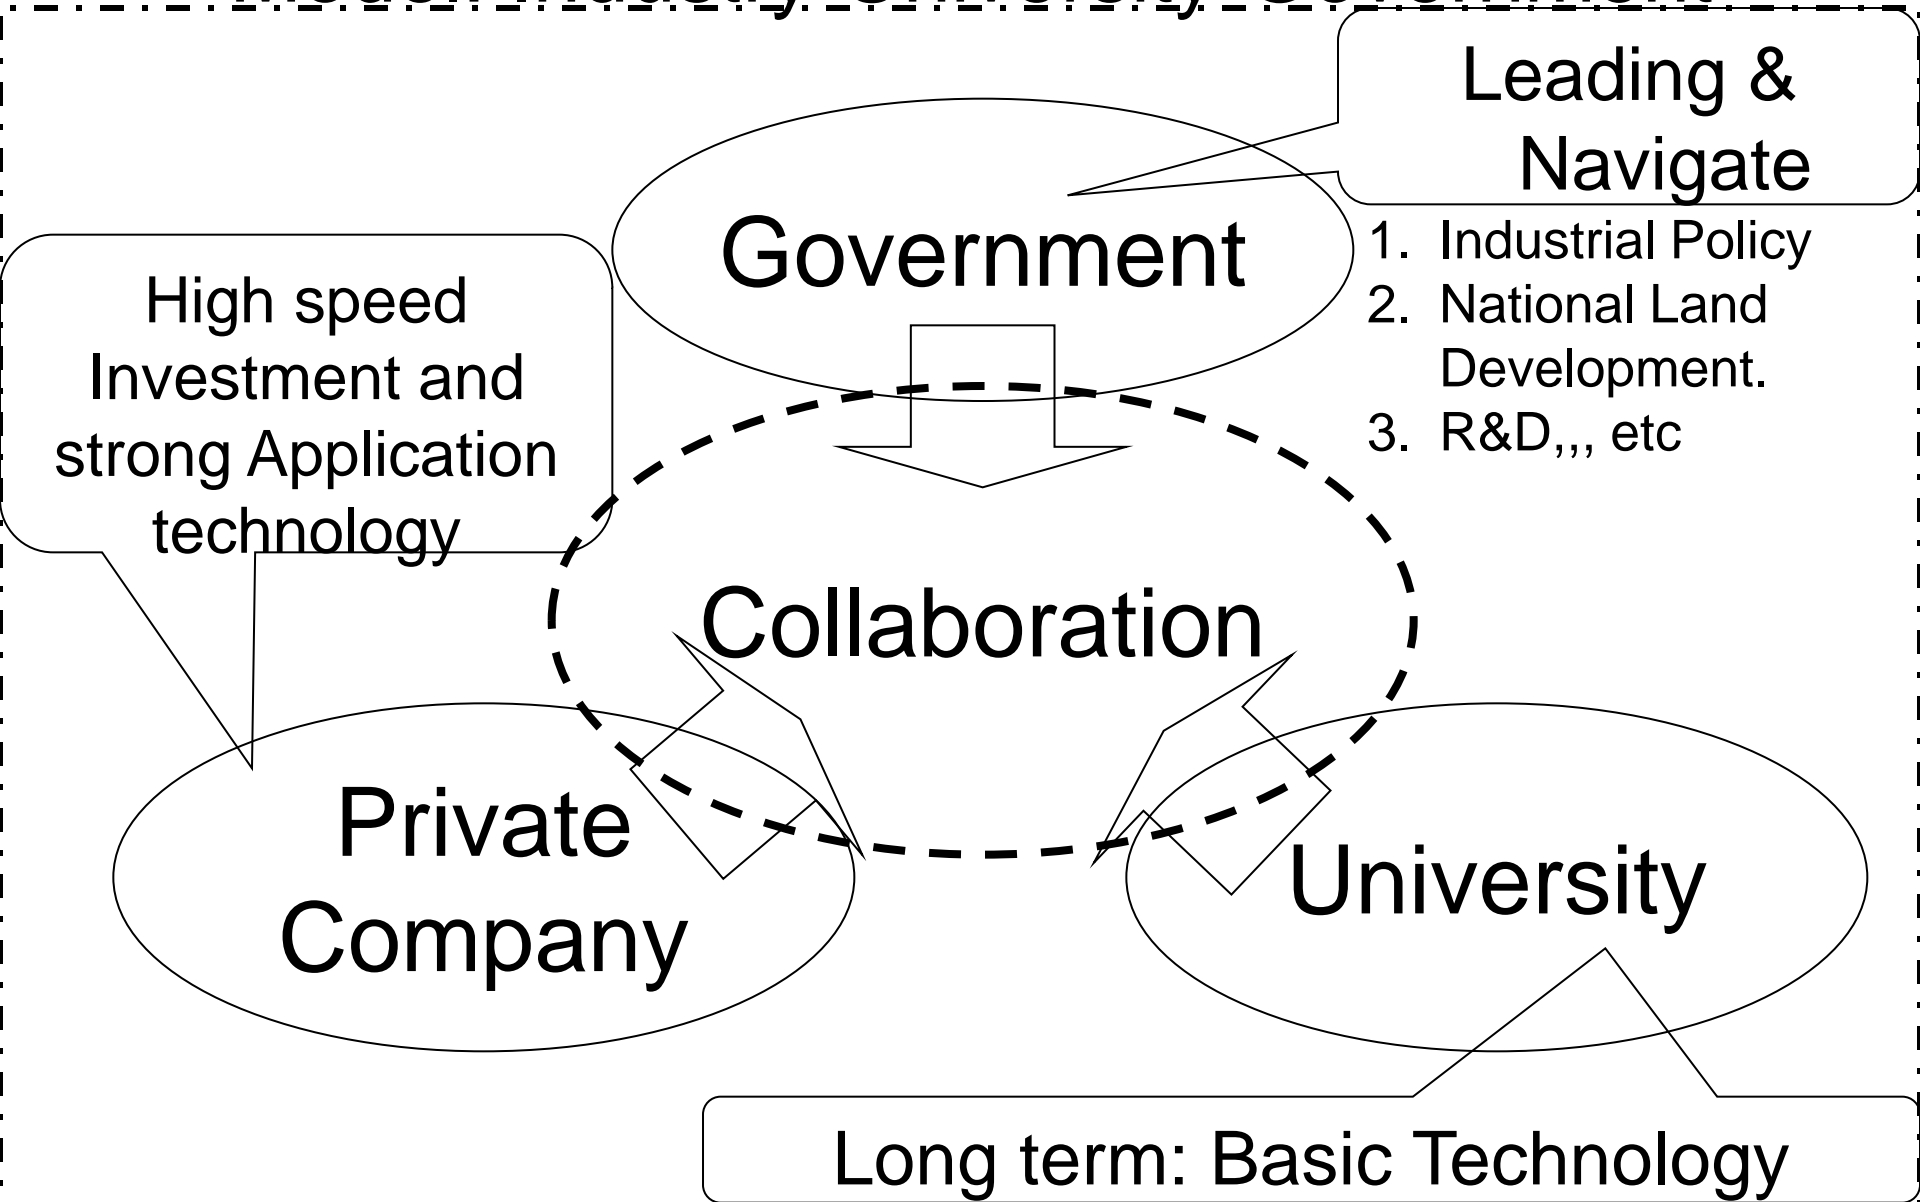 Leading &
Navigate
Government
1. Industrial Policy
2. National Land
Development.
3. R&D,,, etc
High speed
Investment and
strong Application
technology
Collaboration
Private
Company
University
Long term: Basic Technology